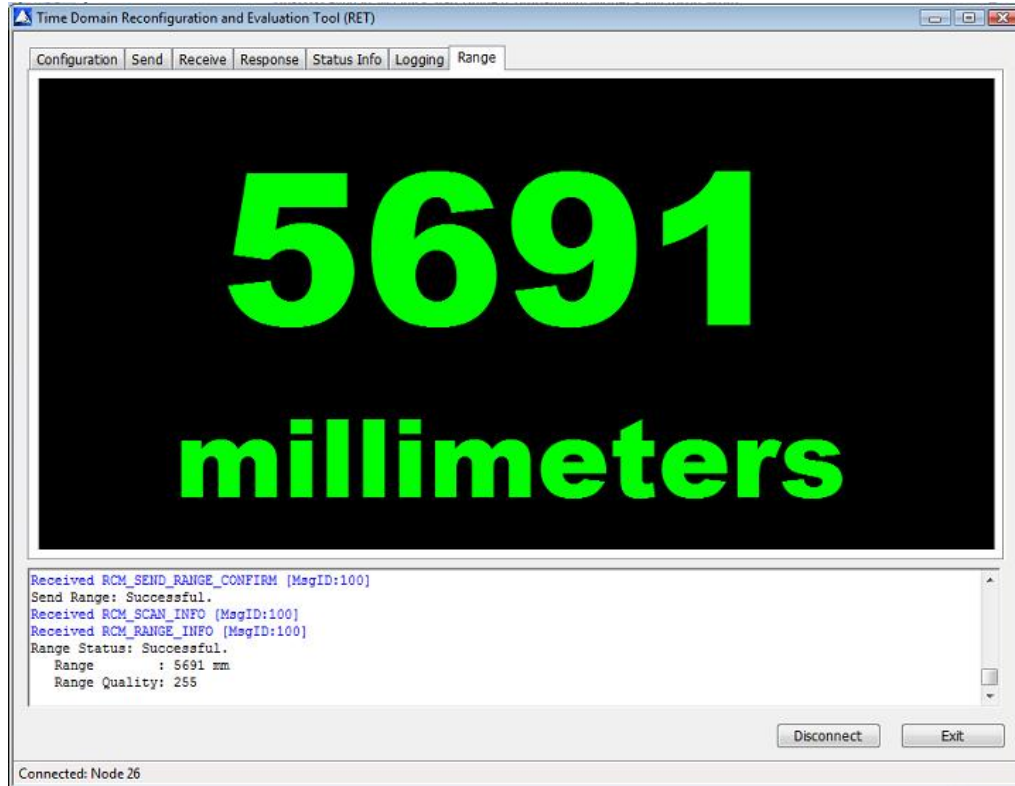 Time Domain Reconfiguration and Evaluation Tool (RET)
Configuration Send Receive Response Status Info Logging Range
5691
millimeters
Received RCM_SEND_RANGE_CONFIRM [MsgID:100]
Send Range: Successful.
Received RCM_SCAN_INFO [MsgID:100]
Received RCM_RANGE_INFO [MsgID:100]
Range Status: Successful.
Range : 5691 mm
Range Quality: 255
Disconnect Exit
Connected: Node 26